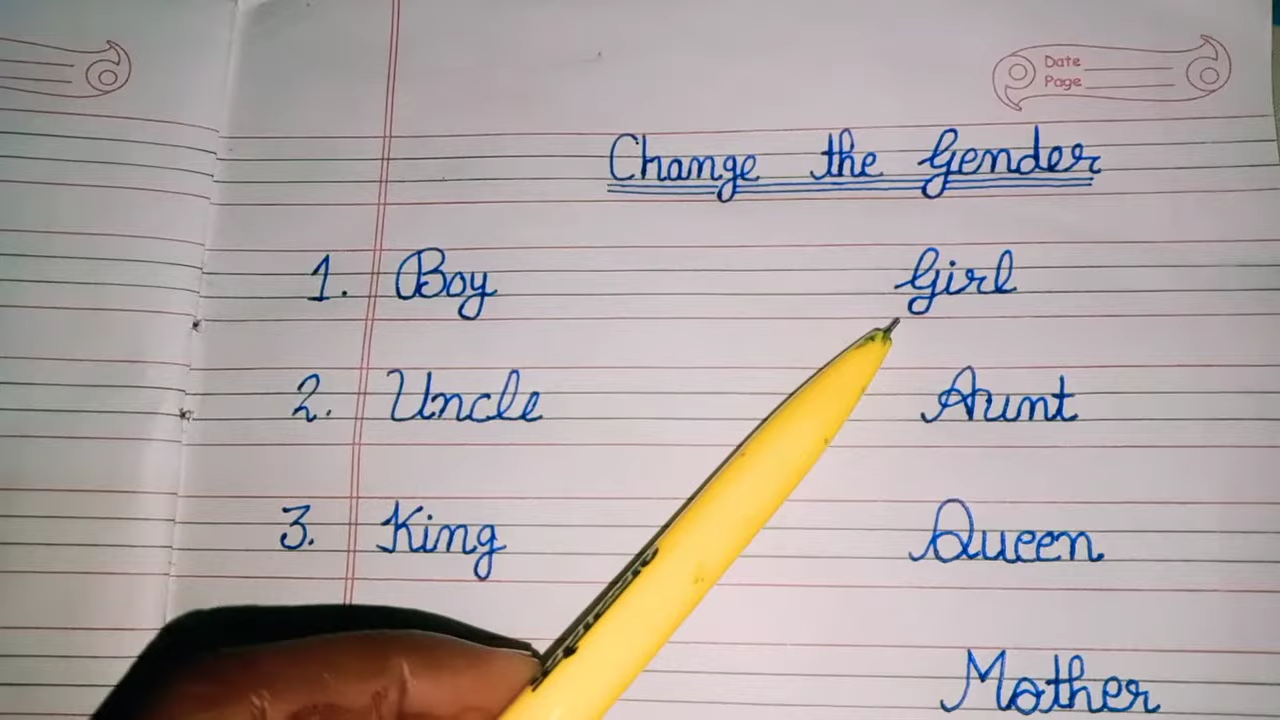 Date
Page
Change the Gender
1. Boy Girl
2. Uncle Aunt
3. King Queen
Mother